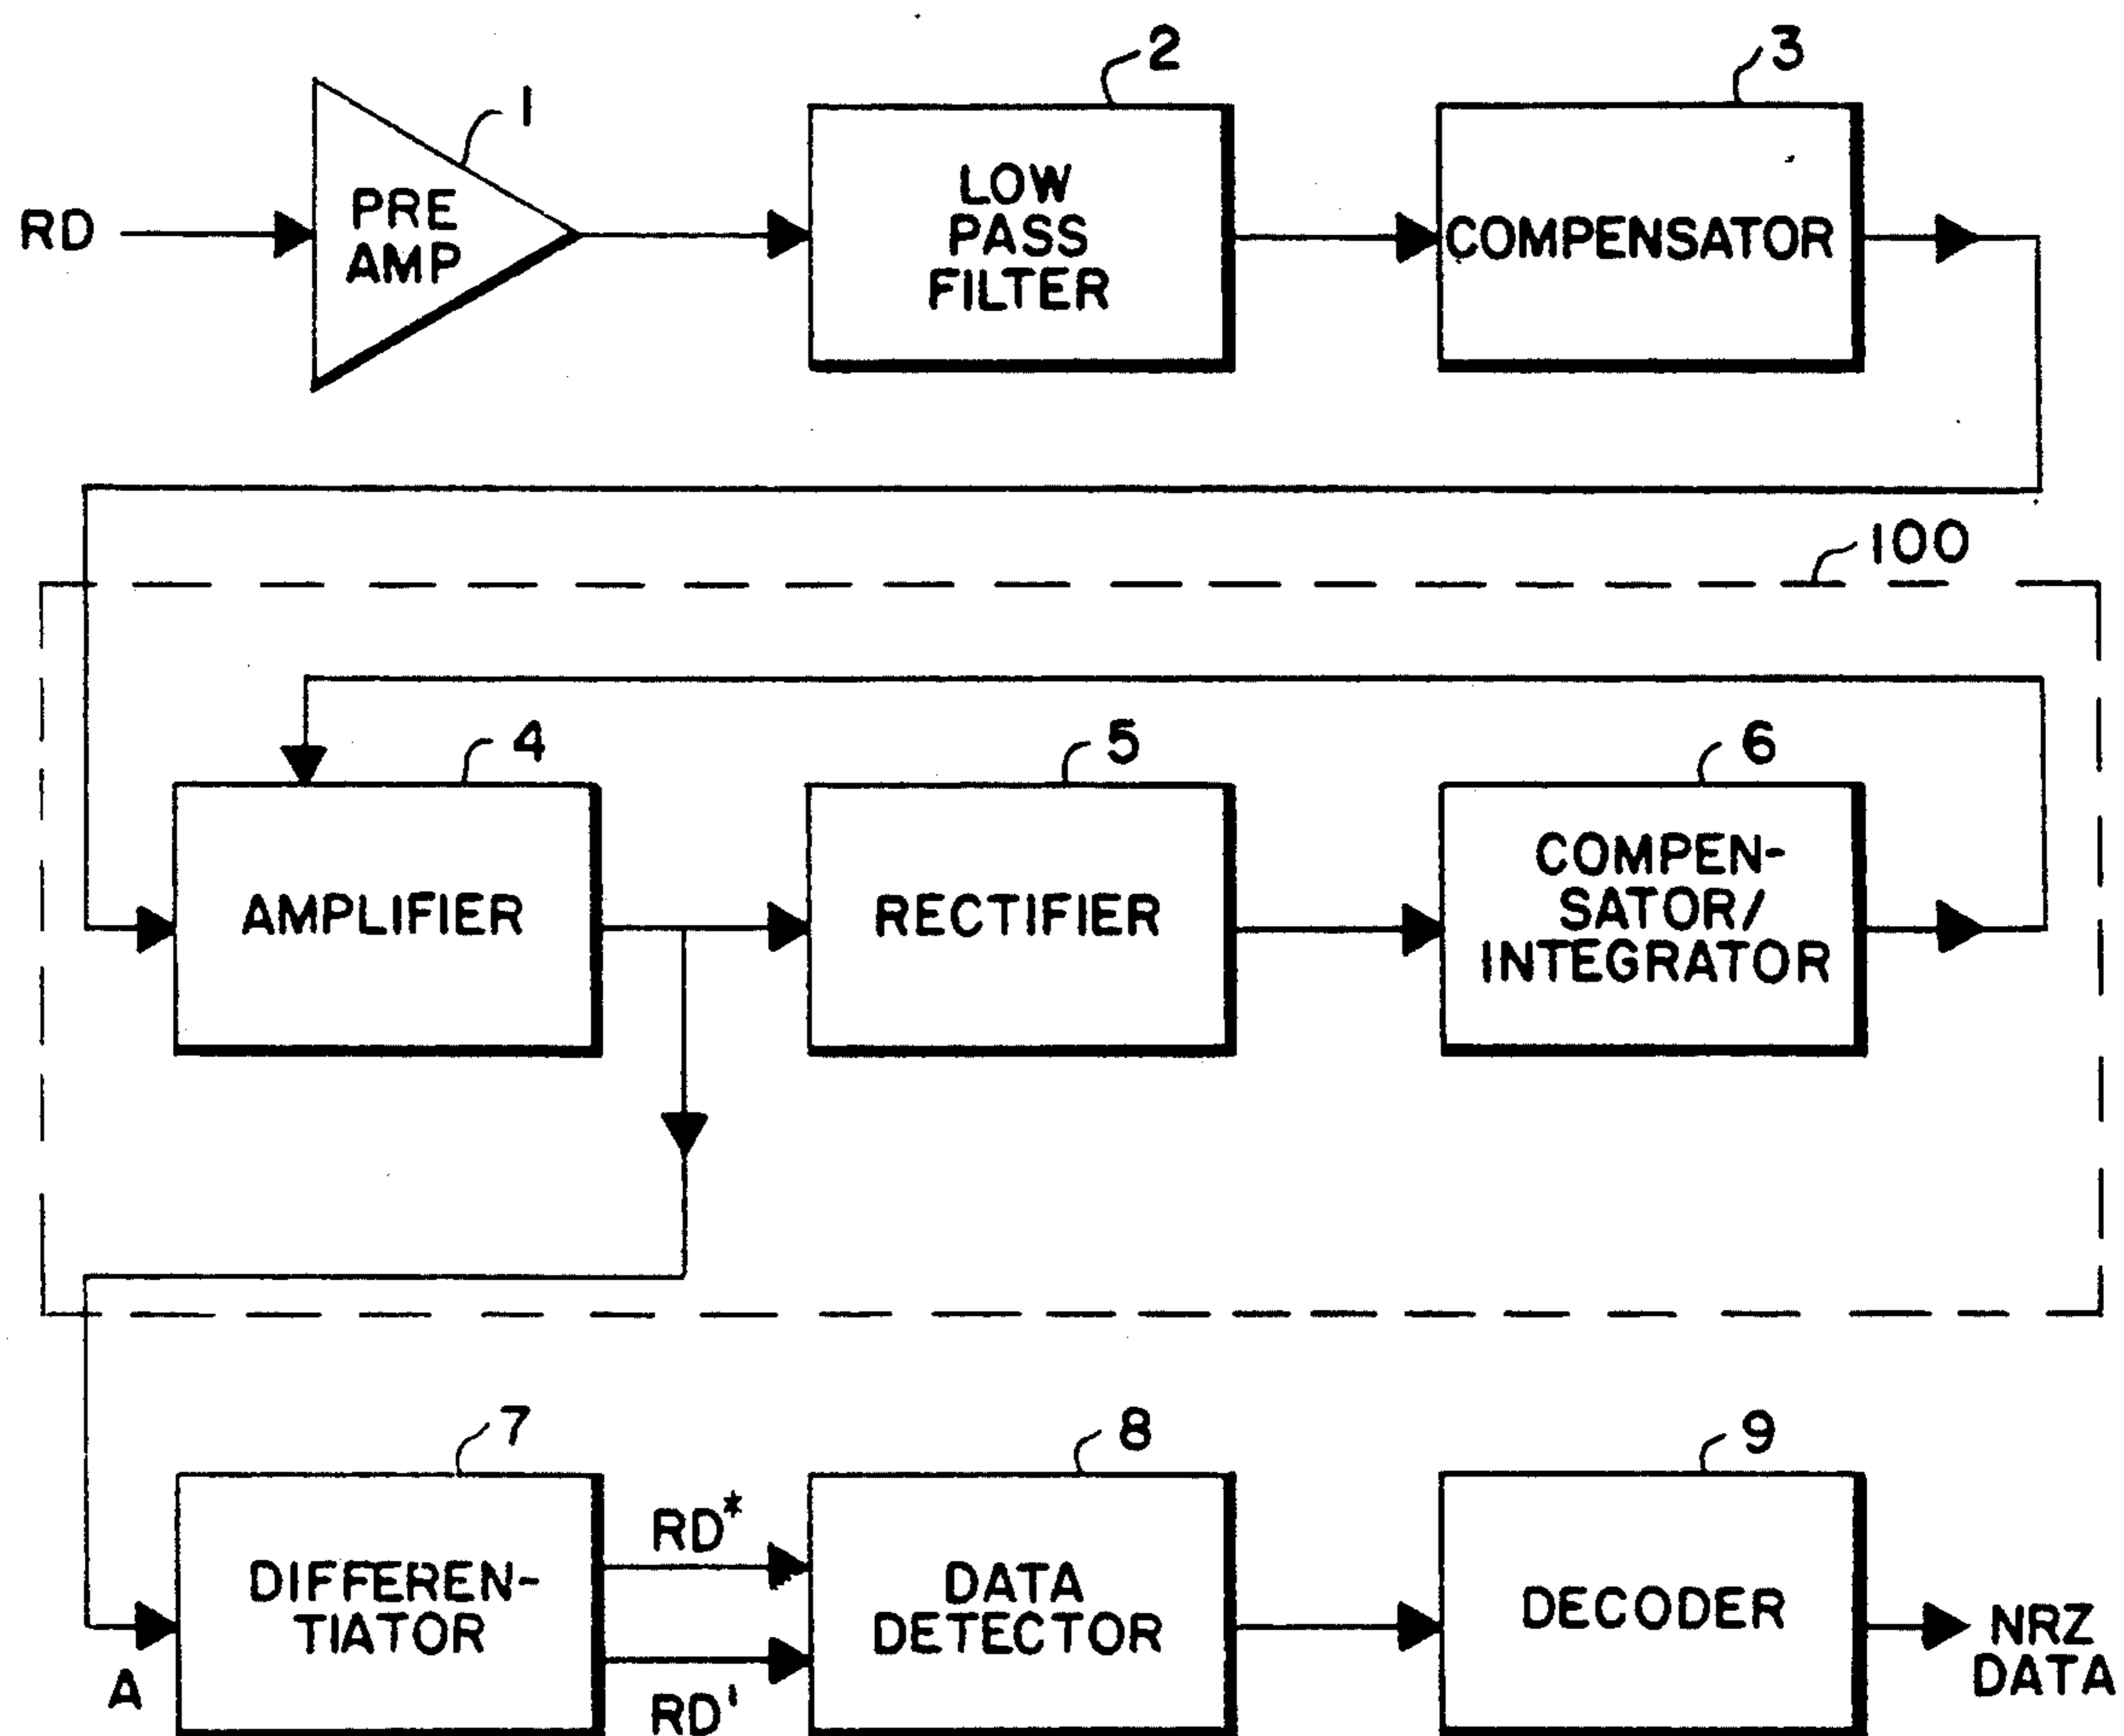 1
2
3
RD
PRE
AMP
LOW
PASS
FILTER
COMPENSATOR
100
4
5
6
AMPLIFIER
RECTIFIER
COMPEN-
SATOR/
INTEGRATOR
7
8
9
A
DIFFEREN-
TIATOR
RD*
RD'
DATA
DETECTOR
DECODER
NRZ
DATA